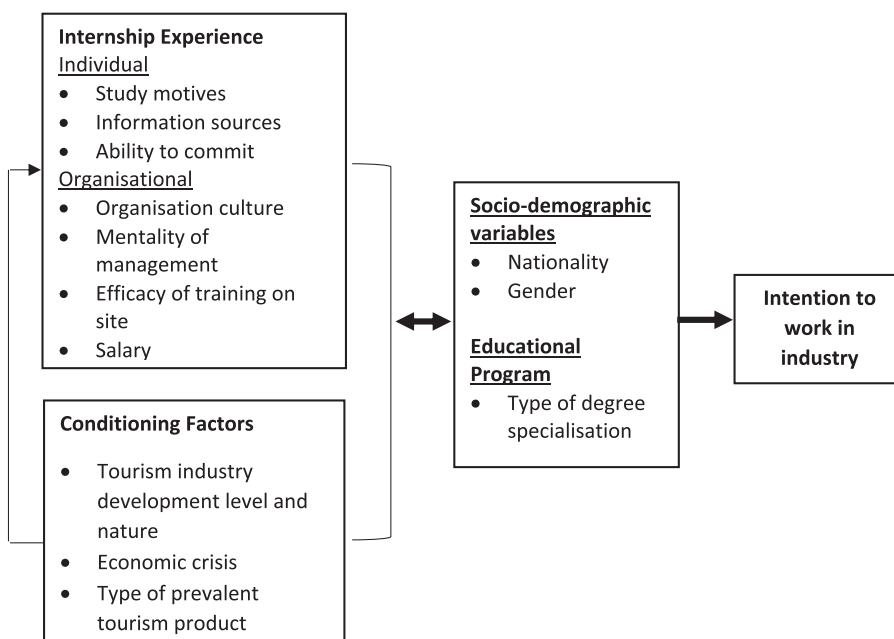 Internship Experience
Individual
• Study motives
• Information sources
• Ability to commit
Organisational
• Organisation culture
• Mentality of
management
• Efficacy of training on
site
• Salary
Conditioning Factors
• Tourism industry
development level and
nature
• Economic crisis
• Type of prevalent
tourism product
Socio-demographic
variables
• Nationality
• Gender
Educational
Program
• Type of degree
specialisation
Intention to
work in
industry